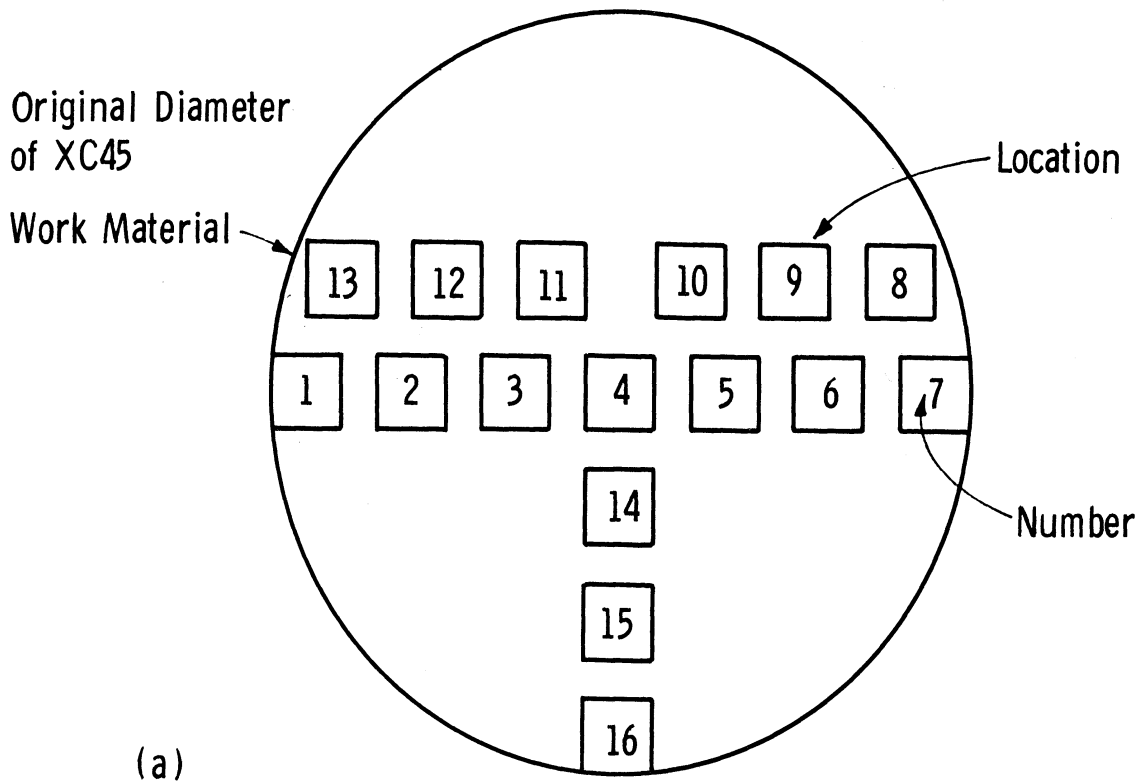 Original Diameter
of XC45
Work Material
Location
13 12 11 10 9 8
1 2 3 4 5 6 7
14
Number
15
16
(a)